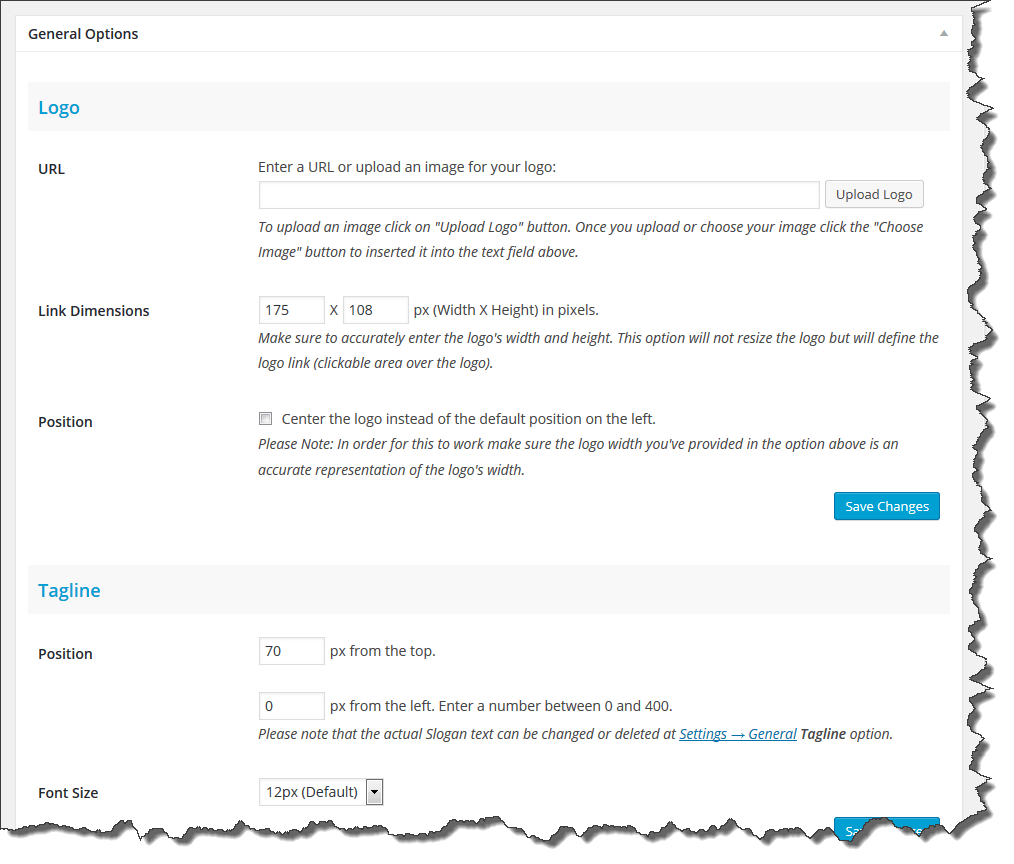 General Options
Logo
URL
Enter a URL or upload an image for your logo:
Upload Logo
To upload an image click on "Upload Logo" button. Once you upload or choose your image click the "Choose
Image" button to inserted it into the text field above.
Link Dimensions
175 X 108 px (Width X Height) in pixels.
Make sure to accurately enter the logo's width and height. This option will not resize the logo but will define the
logo link (clickable area over the logo).
Position
Center the logo instead of the default position on the left.
Please Note: In order for this to work make sure the logo width you've provided in the option above is an
accurate representation of the logo's width.
Save Changes
Tagline
Position
70 px from the top.
0 px from the left. Enter a number between 0 and 400.
Please note that the actual Slogan text can be changed or deleted at Settings → General Tagline option.
Font Size
12px (Default)